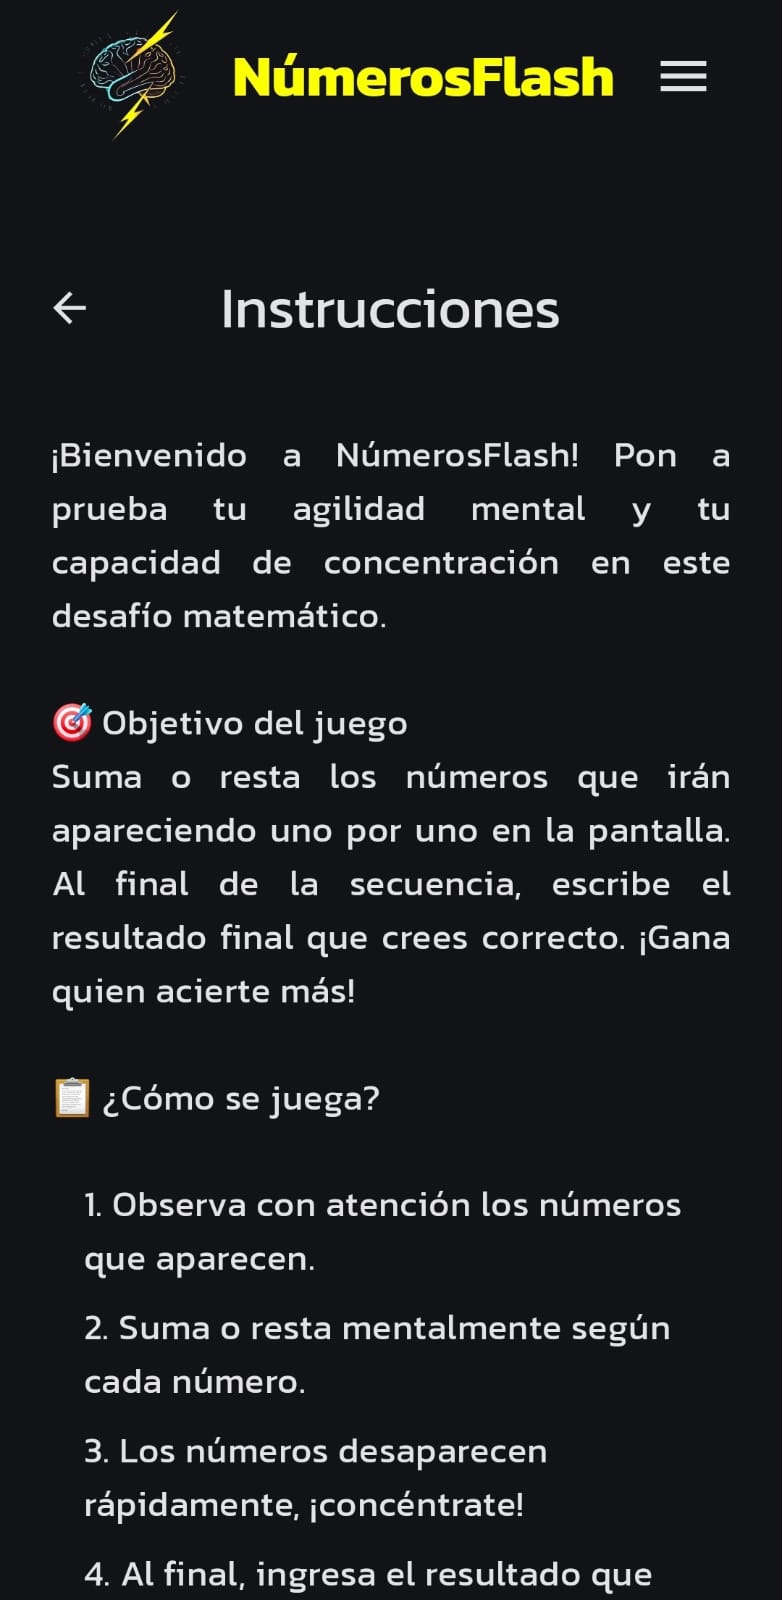 NúmerosFlash
Instrucciones
¡Bienvenido a NúmerosFlash! Pon a
prueba tu agilidad mental y tu
capacidad de concentración en este
desafío matemático.
🎯 Objetivo del juego
Suma o resta los números que irán
apareciendo uno por uno en la pantalla.
Al final de la secuencia, escribe el
resultado final que crees correcto. ¡Gana
quien acierte más!
📋 ¿Cómo se juega?
1. Observa con atención los números
que aparecen.
2. Suma o resta mentalmente según
cada número.
3. Los números desaparecen
rápidamente, ¡concéntrate!
4. Al final, ingresa el resultado que